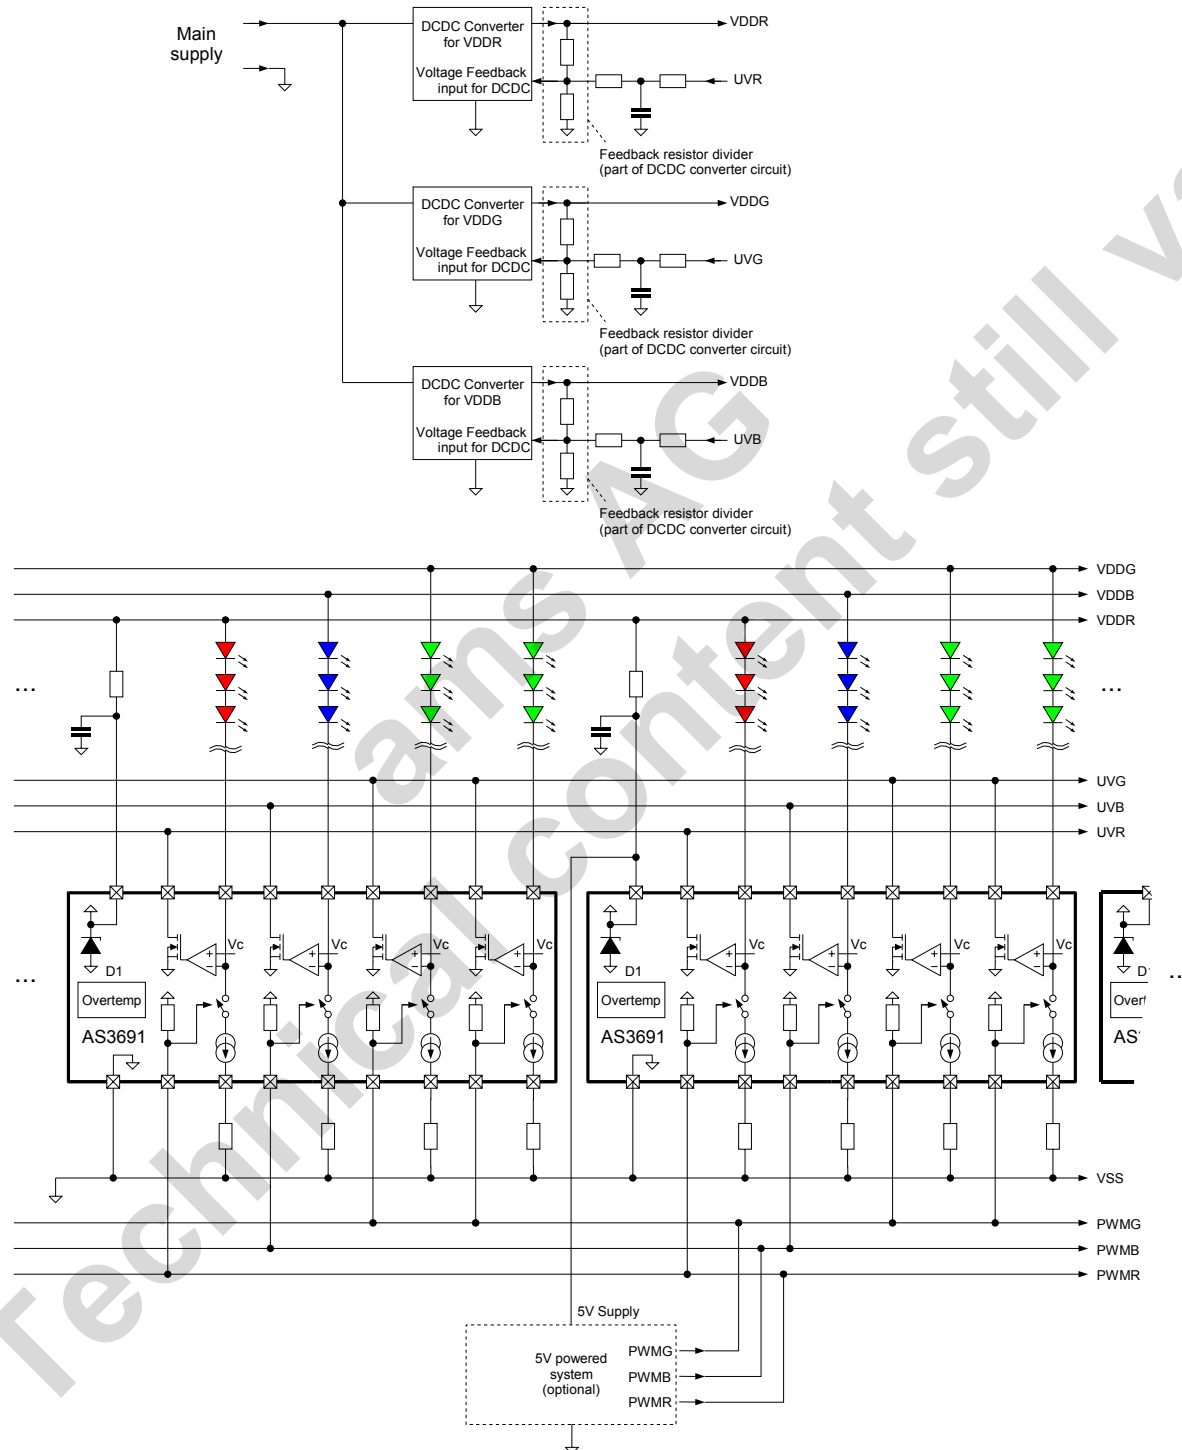 Main
supply
DCDC Converter
for VDDR
Voltage Feedback
input for DCDC
VDDR
UVR
Feedback resistor divider
(part of DCDC converter circuit)
DCDC Converter
for VDDG
Voltage Feedback
input for DCDC
VDDG
UVG
Feedback resistor divider
(part of DCDC converter circuit)
DCDC Converter
for VDDB
Voltage Feedback
input for DCDC
VDDB
UVB
Feedback resistor divider
(part of DCDC converter circuit)
VDDG
VDDB
VDDR
... ...
UVG
UVB
UVR
Vc Vc Vc Vc Vc Vc Vc Vc
D1 D1
... ...
Overtemp Overtemp Overt
AS3691 AS3691 AS
VSS
PWMG
PWMB
PWMR
5V Supply
5V powered
system
(optional)
PWMG
PWMB
PWMR
ams AG
Technical content still va